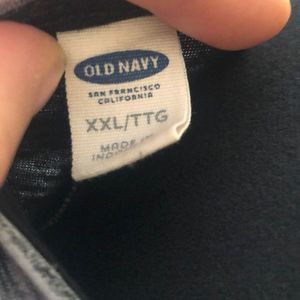 OLD NAVY
SAN FRANCISCO
CALIFORNIA
XXL/TTG
MADE IN